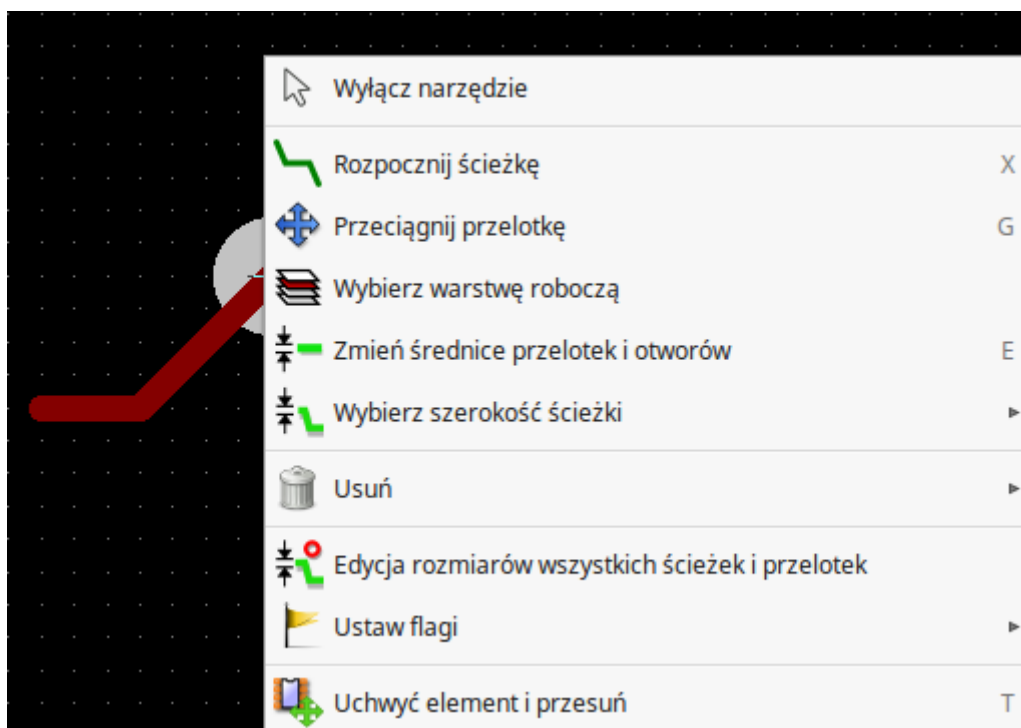 Wyłącz narzędzie
Rozpocznij ścieżkę X
Przeciągnij przelotkę G
Wybierz warstwę roboczą
Zmień średnice przelotek i otworów E
Wybierz szerokość ścieżki
Usuń
Edycja rozmiarów wszystkich ścieżek i przelotek
Ustaw flagi
Uchwyć element i przesuń T